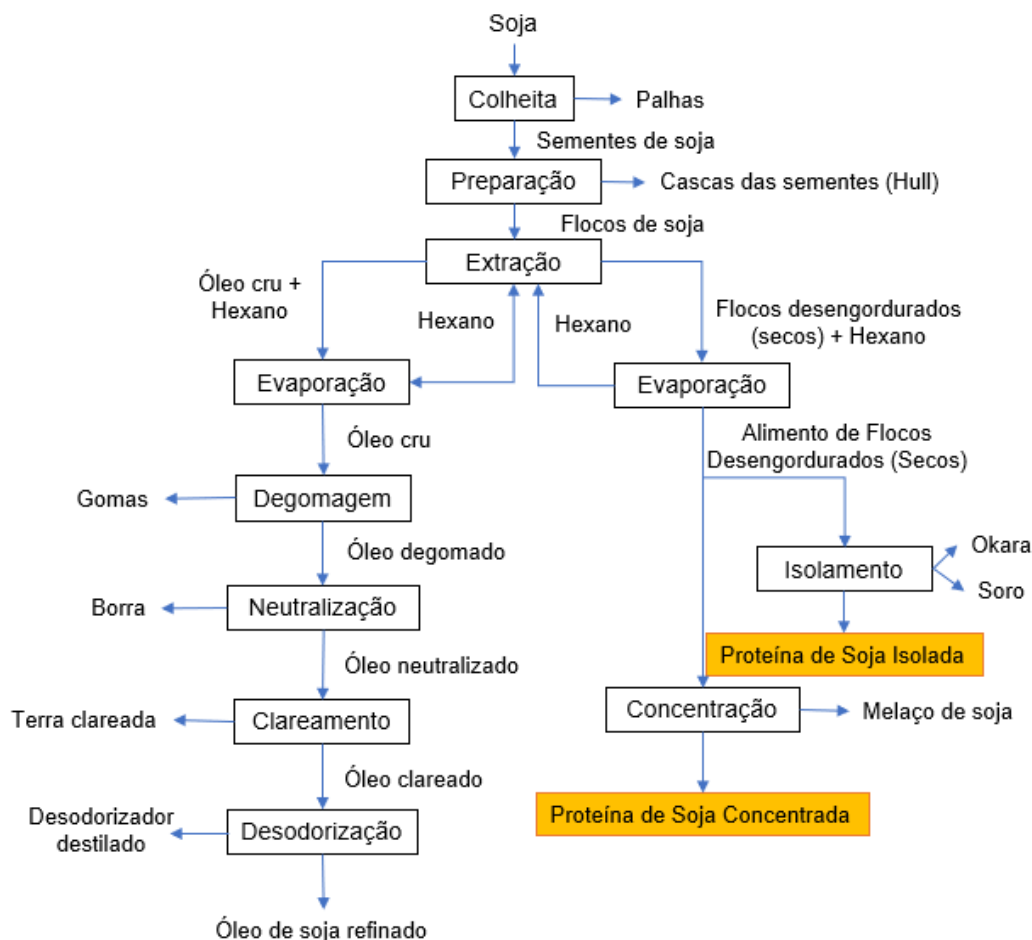 Soja
Colheita
Palhas
Sementes de soja
Preparação
Cascas das sementes (Hull)
Flocos de soja
Extração
Óleo cru +
Hexano
Hexano
Hexano
Flocos desengordurados
(secos) + Hexano
Evaporação
Evaporação
Óleo cru
Alimento de Flocos
Desengordurados (Secos)
Gomas
Degomagem
Óleo degomado
Isolamento
Okara
Soro
Borra
Neutralização
Óleo neutralizado
Proteína de Soja Isolada
Terra clareada
Clareamento
Concentração
Melaço de soja
Óleo clareado
Desodorizador
destilado
Desodorização
Proteína de Soja Concentrada
Óleo de soja refinado